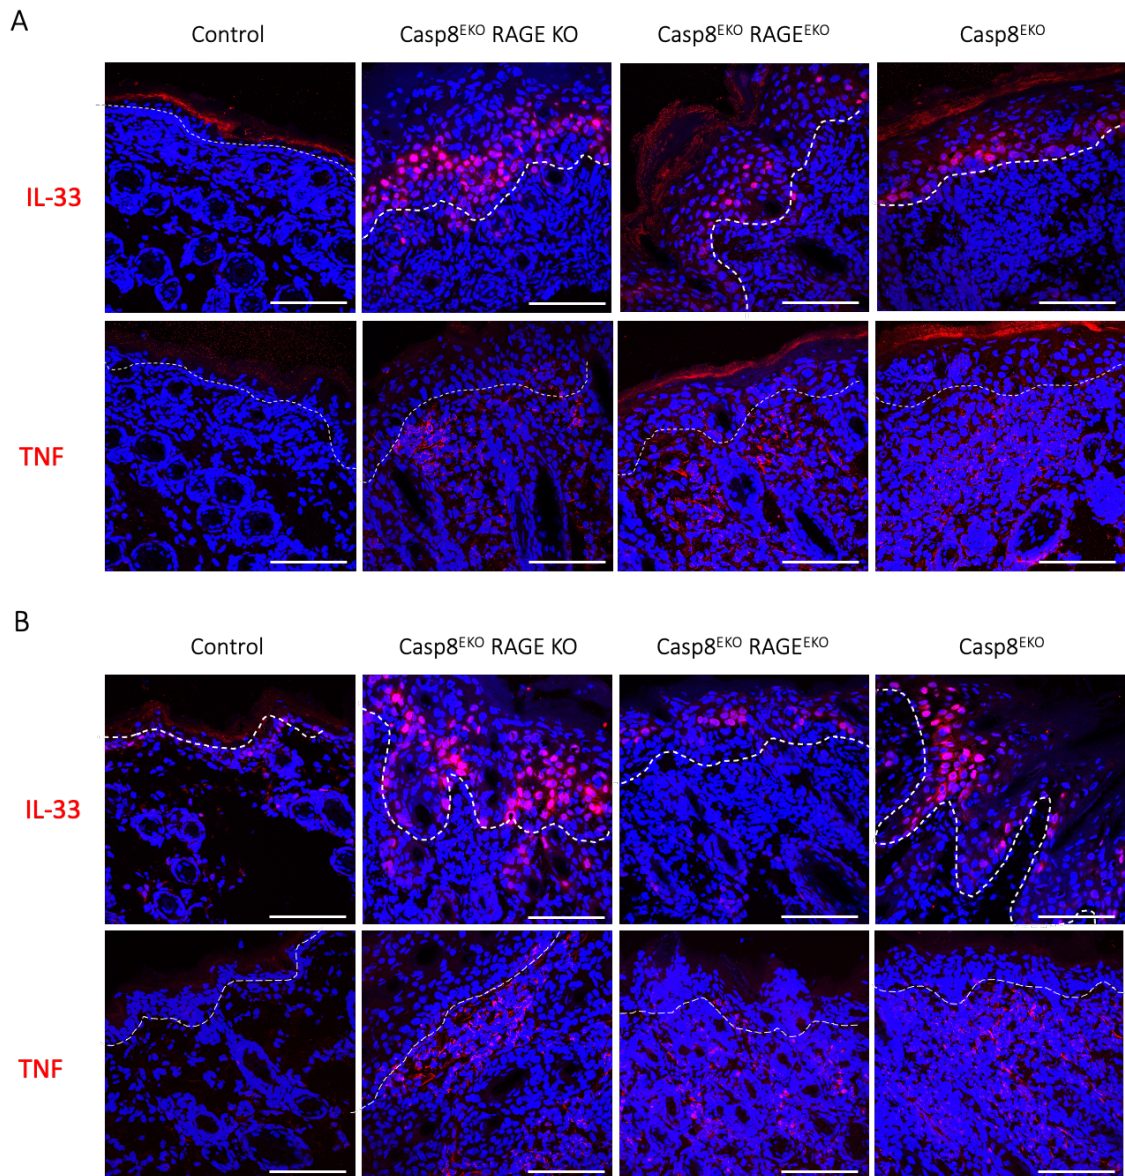 A
Control
Casp8EKO RAGE KO
Casp8EKO RAGEEKO
Casp8EKO
IL-33
TNF
B
Control
Casp8EKO RAGE KO
Casp8EKO RAGEEKO
Casp8EKO
IL-33
TNF